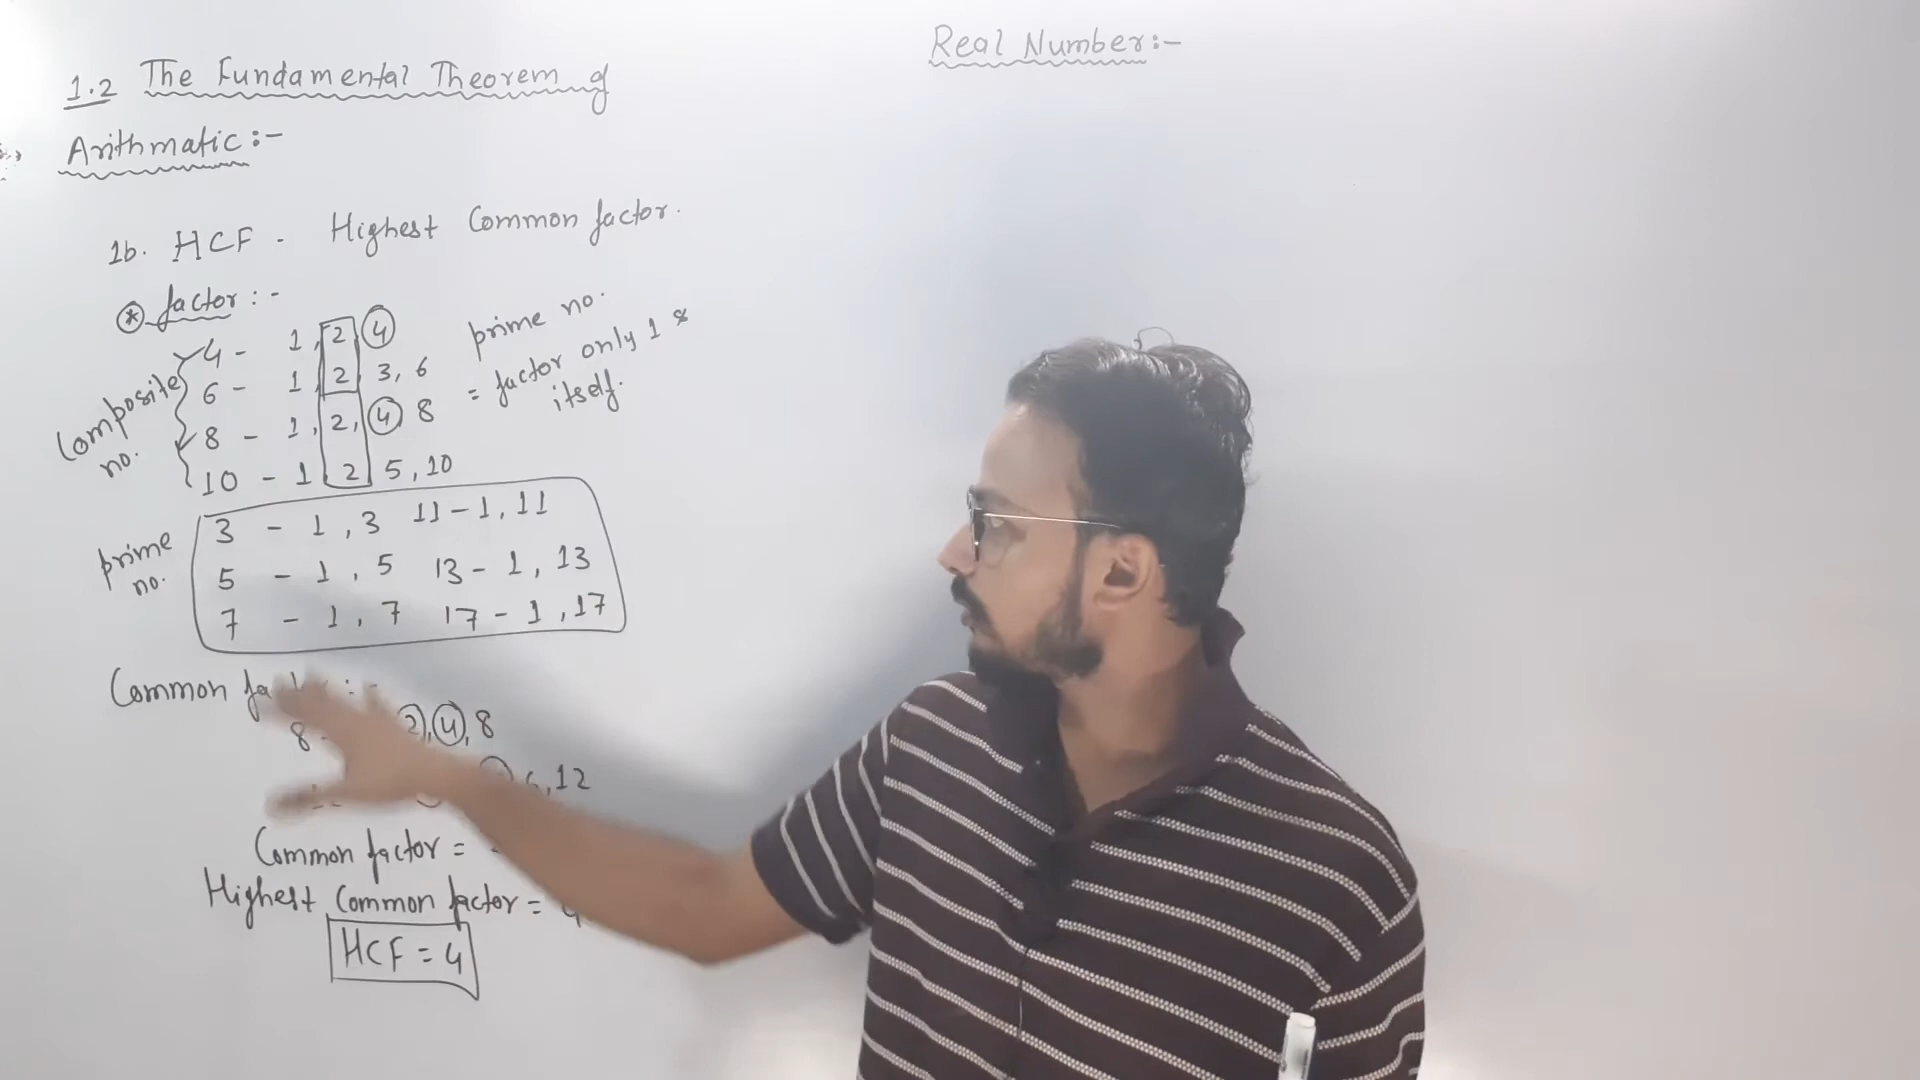 Real Number:-
1.2 The Fundamental Theorem of
Arithmatic:-
1b. HCF - Highest Common factor.
* factor:-
Composite no.
4 - 1, 2, 4
6 - 1, 2, 3, 6
8 - 1, 2, 4, 8
10 - 1 2 5, 10
prime no.
= factor only 1 &
itself.
prime no.
3 - 1, 3 11 - 1, 11
5 - 1, 5 13 - 1, 13
7 - 1, 7 17 - 1, 17
Common
8 - 2, 4, 8
6, 12
Common factor =
Highest Common factor = 4
HCF = 4